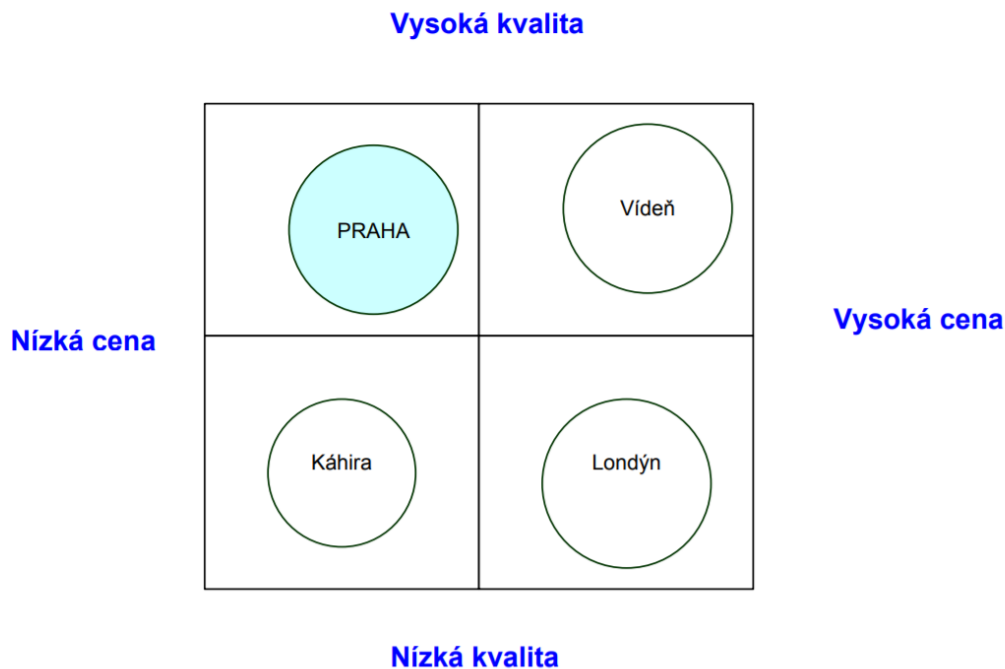 Vysoká kvalita
PRAHA
Vídeň
Nízká cena
Vysoká cena
Káhira
Londýn
Nízká kvalita